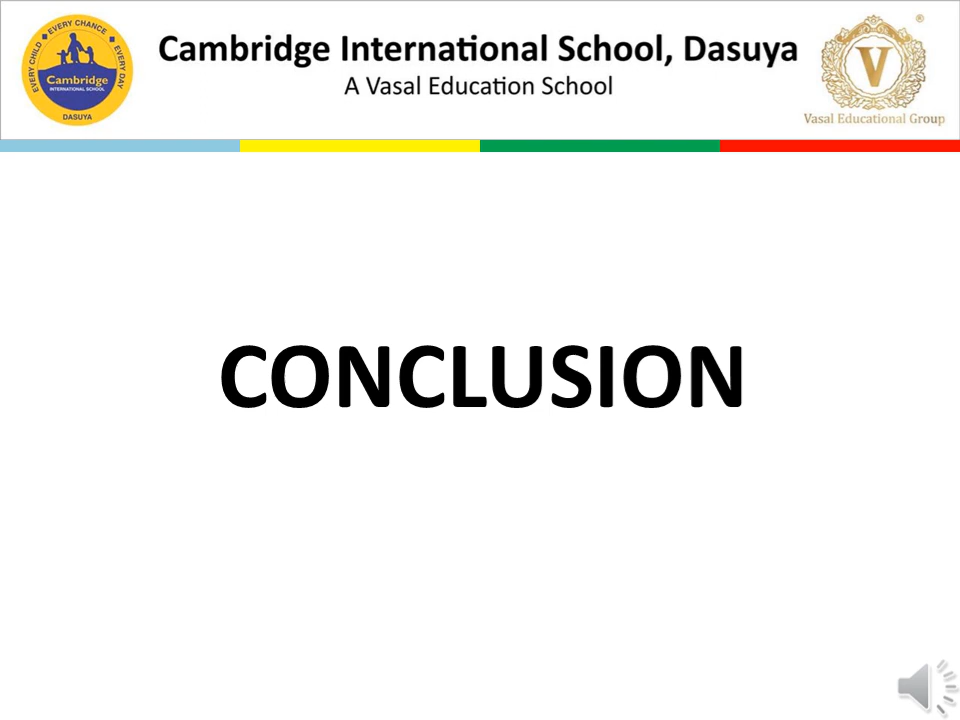 EVERY CHILD ♦ EVERY CHANCE ♦ EVERY DAY
Cambridge
INTERNATIONAL SCHOOL
DASUYA
Cambridge International School, Dasuya
A Vasal Education School
V
®
Vasal Educational Group
CONCLUSION